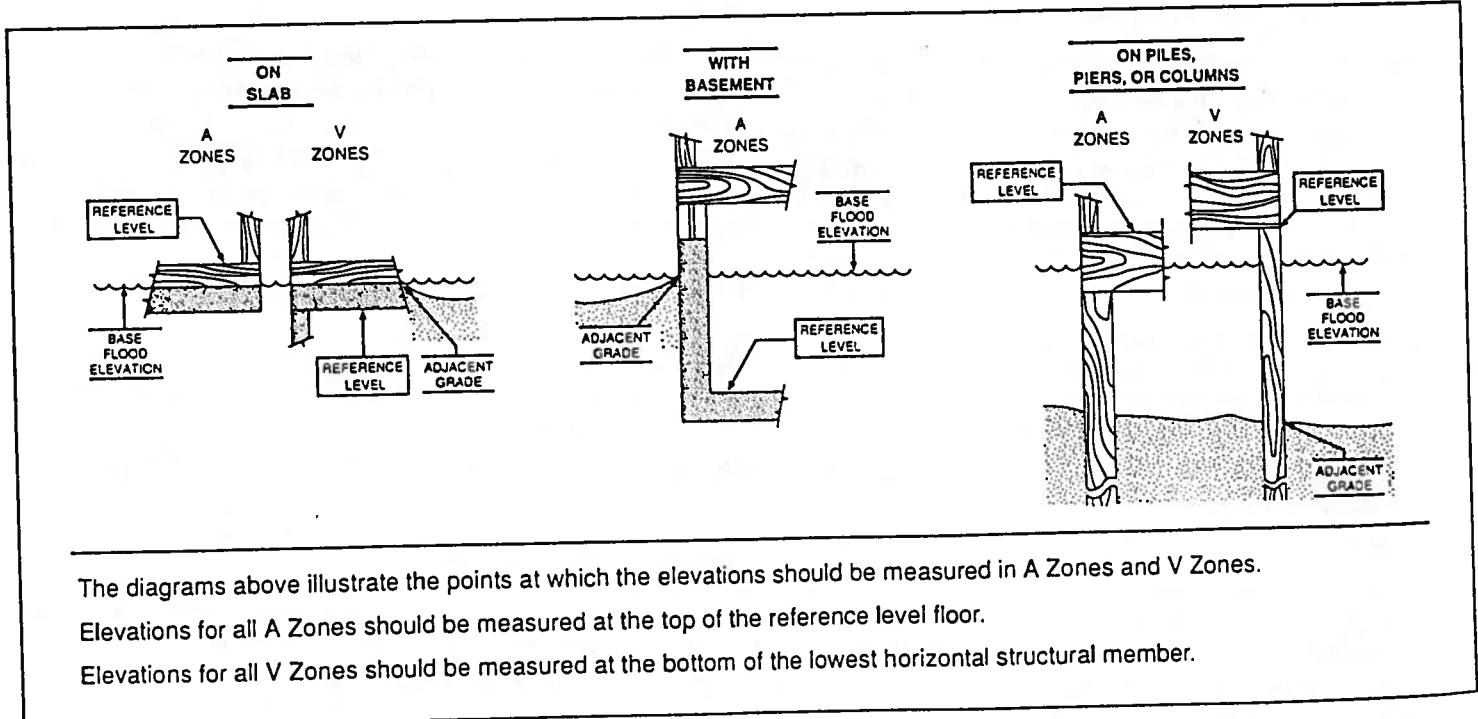 ON
SLAB
A
ZONES
V
ZONES
REFERENCE
LEVEL
BASE
FLOOD
ELEVATION
REFERENCE
LEVEL
ADJACENT
GRADE
WITH
BASEMENT
A
ZONES
BASE
FLOOD
ELEVATION
ADJACENT
GRADE
REFERENCE
LEVEL
ON PILES,
PIERS, OR COLUMNS
A
ZONES
V
ZONES
REFERENCE
LEVEL
REFERENCE
LEVEL
BASE
FLOOD
ELEVATION
ADJACENT
GRADE
The diagrams above illustrate the points at which the elevations should be measured in A Zones and V Zones.
Elevations for all A Zones should be measured at the top of the reference level floor.
Elevations for all V Zones should be measured at the bottom of the lowest horizontal structural member.